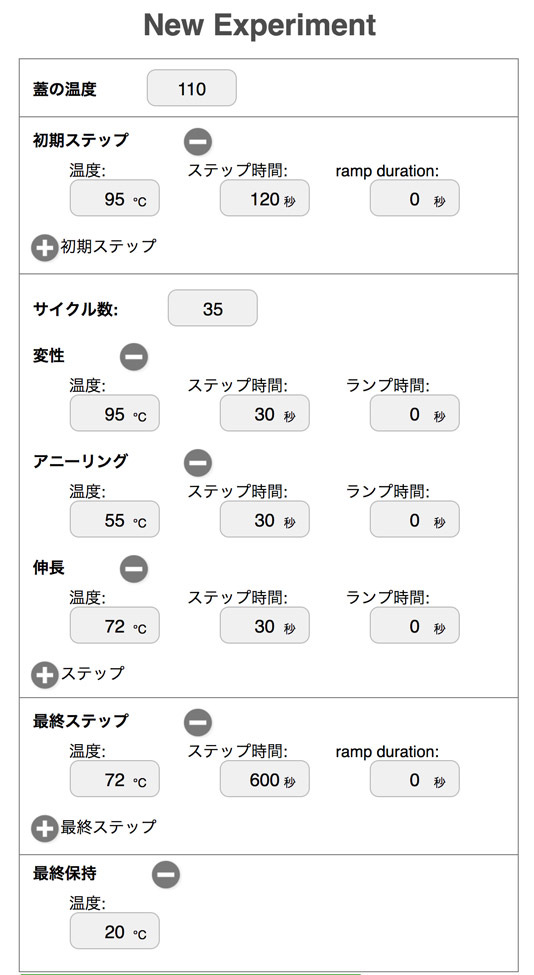 New Experiment
蓋の温度 110
初期ステップ
温度: ステップ時間: ramp duration:
95 °C 120 秒 0 秒
初期ステップ
サイクル数: 35
変性
温度: ステップ時間: ランプ時間:
95 °C 30 秒 0 秒
アニーリング
温度: ステップ時間: ランプ時間:
55 °C 30 秒 0 秒
伸長
温度: ステップ時間: ランプ時間:
72 °C 30 秒 0 秒
ステップ
最終ステップ
温度: ステップ時間: ramp duration:
72 °C 600 秒 0 秒
最終ステップ
最終保持
温度:
20 °C